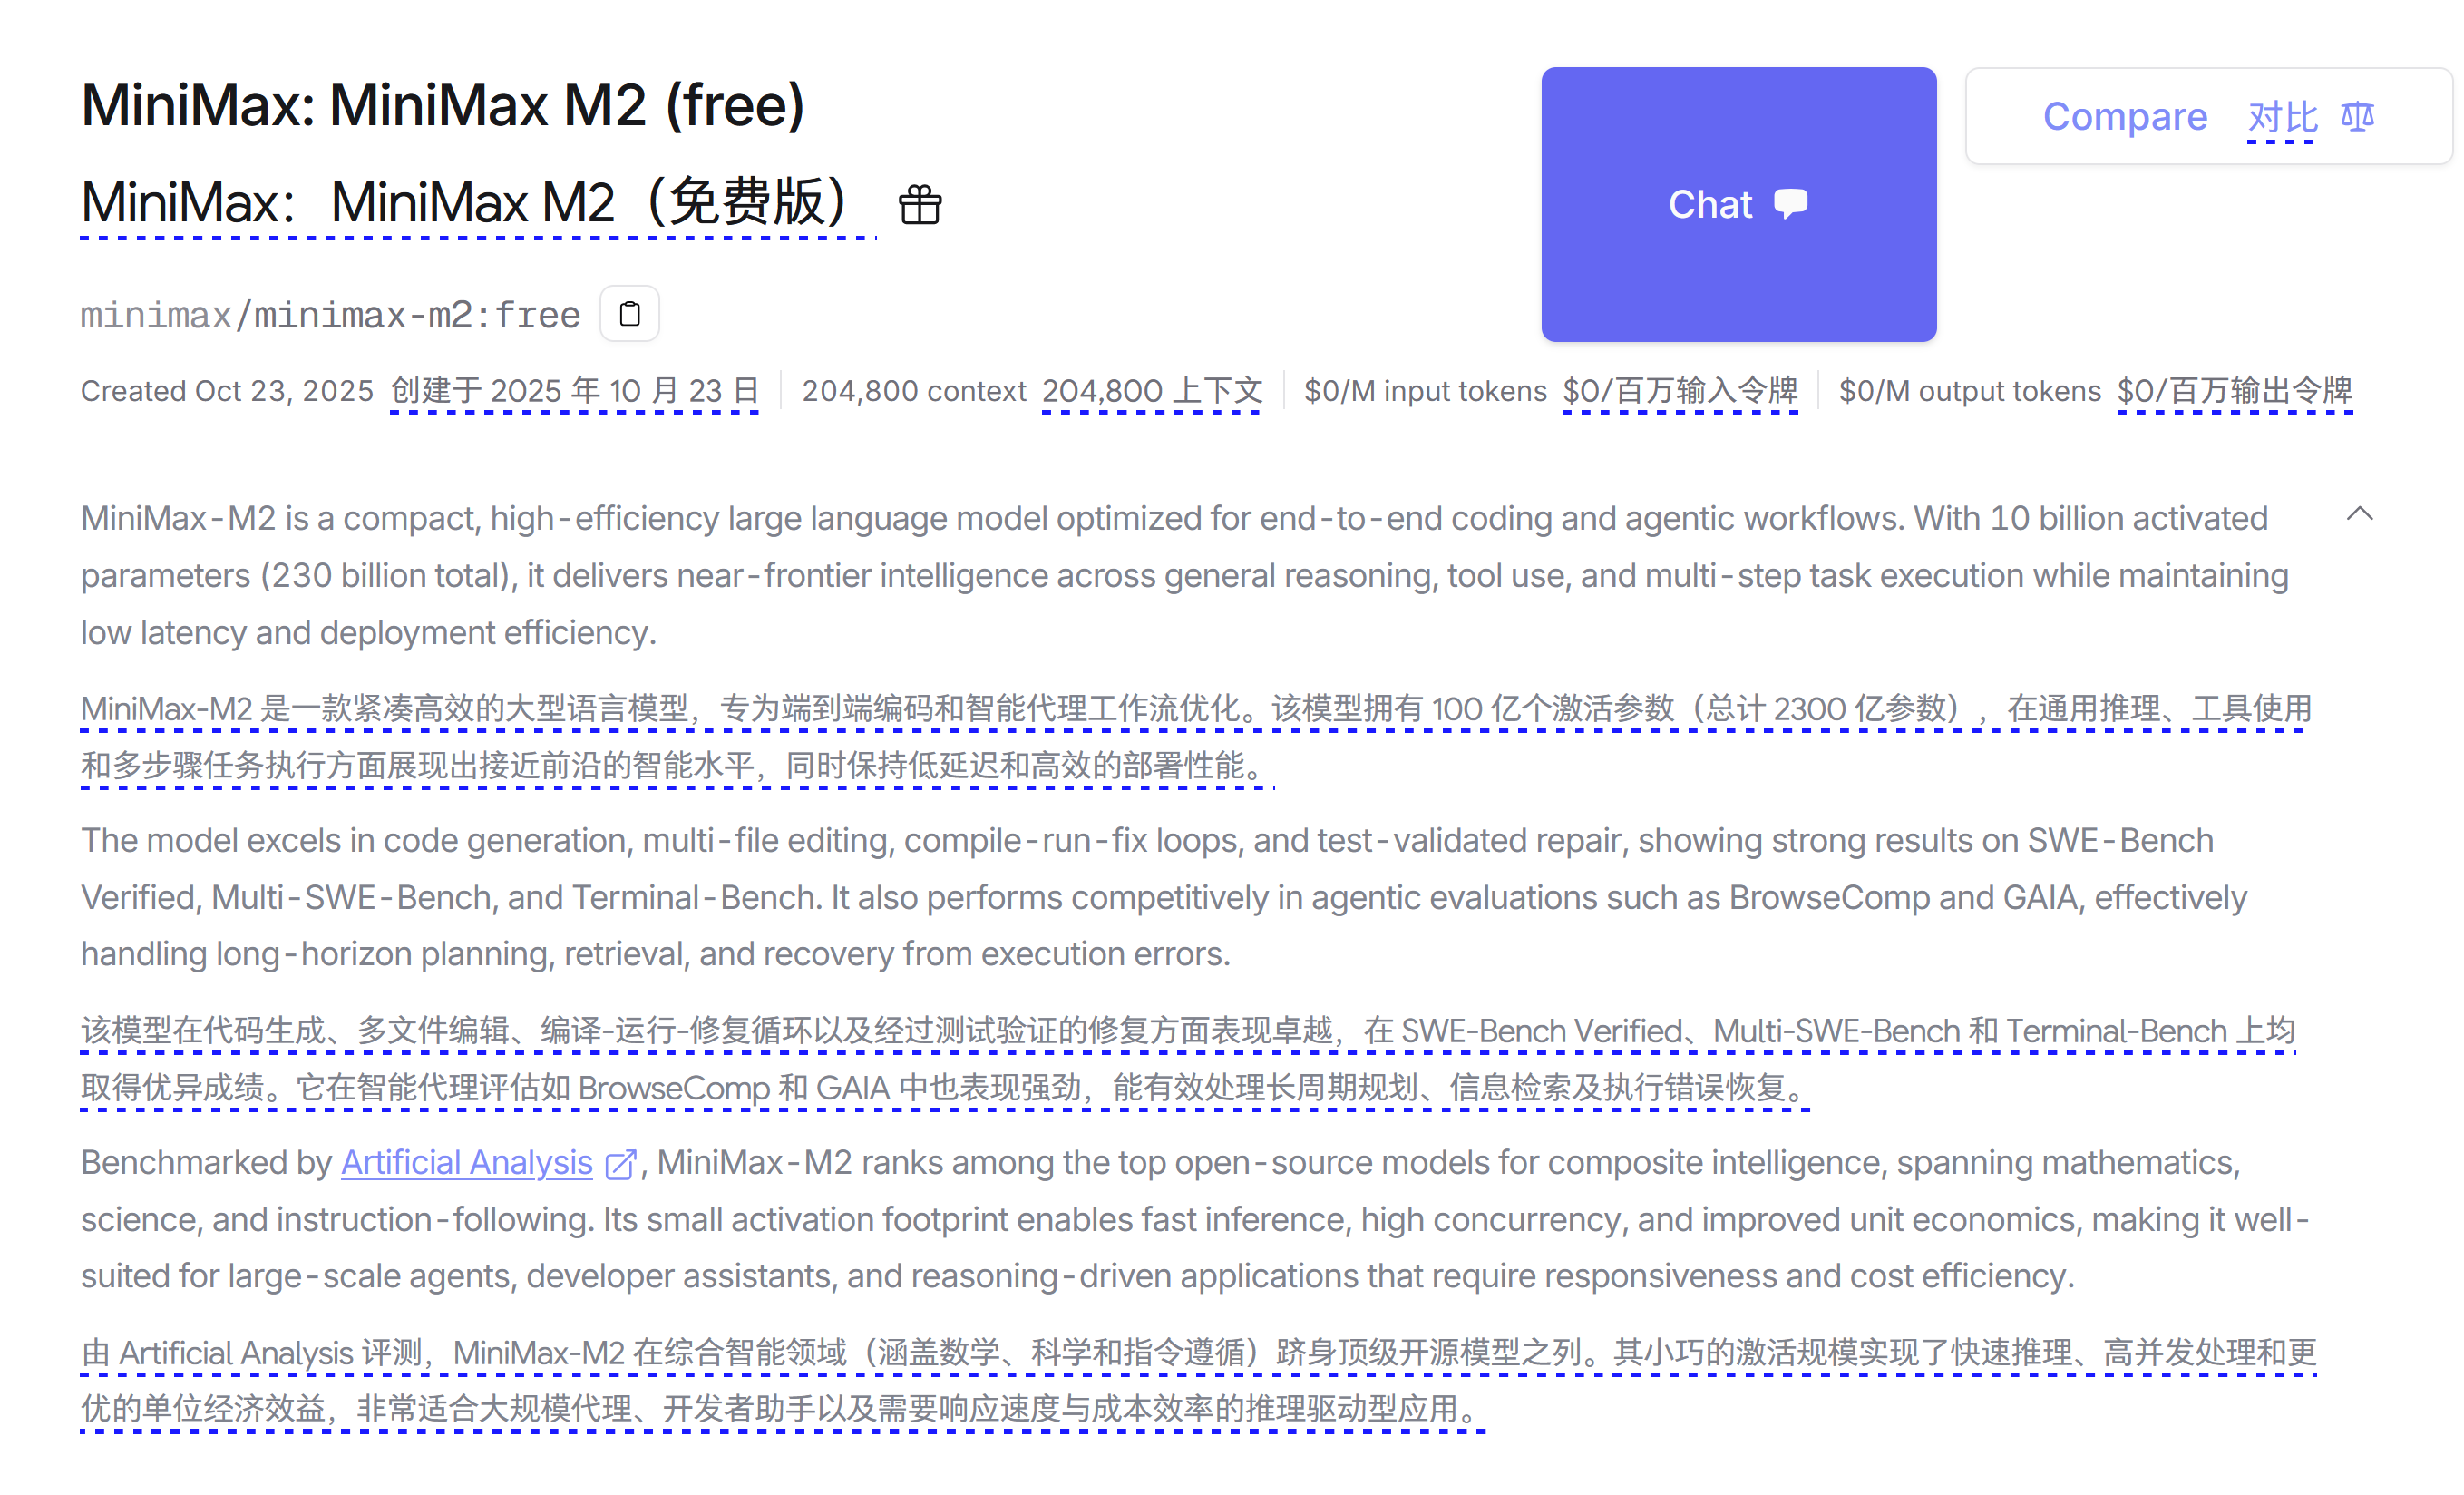 MiniMax: MiniMax M2 (free)
MiniMax：MiniMax M2（免费版）
Chat
Compare 对比
minimax/minimax-m2:free
Created Oct 23, 2025 创建于 2025 年 10 月 23 日 204,800 context 204,800 上下文 $0/M input tokens $0/百万输入令牌 $0/M output tokens $0/百万输出令牌
MiniMax-M2 is a compact, high-efficiency large language model optimized for end-to-end coding and agentic workflows. With 10 billion activated
parameters (230 billion total), it delivers near-frontier intelligence across general reasoning, tool use, and multi-step task execution while maintaining
low latency and deployment efficiency.
MiniMax-M2 是一款紧凑高效的大型语言模型，专为端到端编码和智能代理工作流优化。该模型拥有 100 亿个激活参数（总计 2300 亿参数），在通用推理、工具使用
和多步骤任务执行方面展现出接近前沿的智能水平，同时保持低延迟和高效的部署性能。
The model excels in code generation, multi-file editing, compile-run-fix loops, and test-validated repair, showing strong results on SWE-Bench
Verified, Multi-SWE-Bench, and Terminal-Bench. It also performs competitively in agentic evaluations such as BrowseComp and GAIA, effectively
handling long-horizon planning, retrieval, and recovery from execution errors.
该模型在代码生成、多文件编辑、编译-运行-修复循环以及经过测试验证的修复方面表现卓越，在 SWE-Bench Verified、Multi-SWE-Bench 和 Terminal-Bench 上均
取得优异成绩。它在智能代理评估如 BrowseComp 和 GAIA 中也表现强劲，能有效处理长周期规划、信息检索及执行错误恢复。
Benchmarked by Artificial Analysis, MiniMax-M2 ranks among the top open-source models for composite intelligence, spanning mathematics,
science, and instruction-following. Its small activation footprint enables fast inference, high concurrency, and improved unit economics, making it well-
suited for large-scale agents, developer assistants, and reasoning-driven applications that require responsiveness and cost efficiency.
由 Artificial Analysis 评测，MiniMax-M2 在综合智能领域（涵盖数学、科学和指令遵循）跻身顶级开源模型之列。其小巧的激活规模实现了快速推理、高并发处理和更
优的单位经济效益，非常适合大规模代理、开发者助手以及需要响应速度与成本效率的推理驱动型应用。